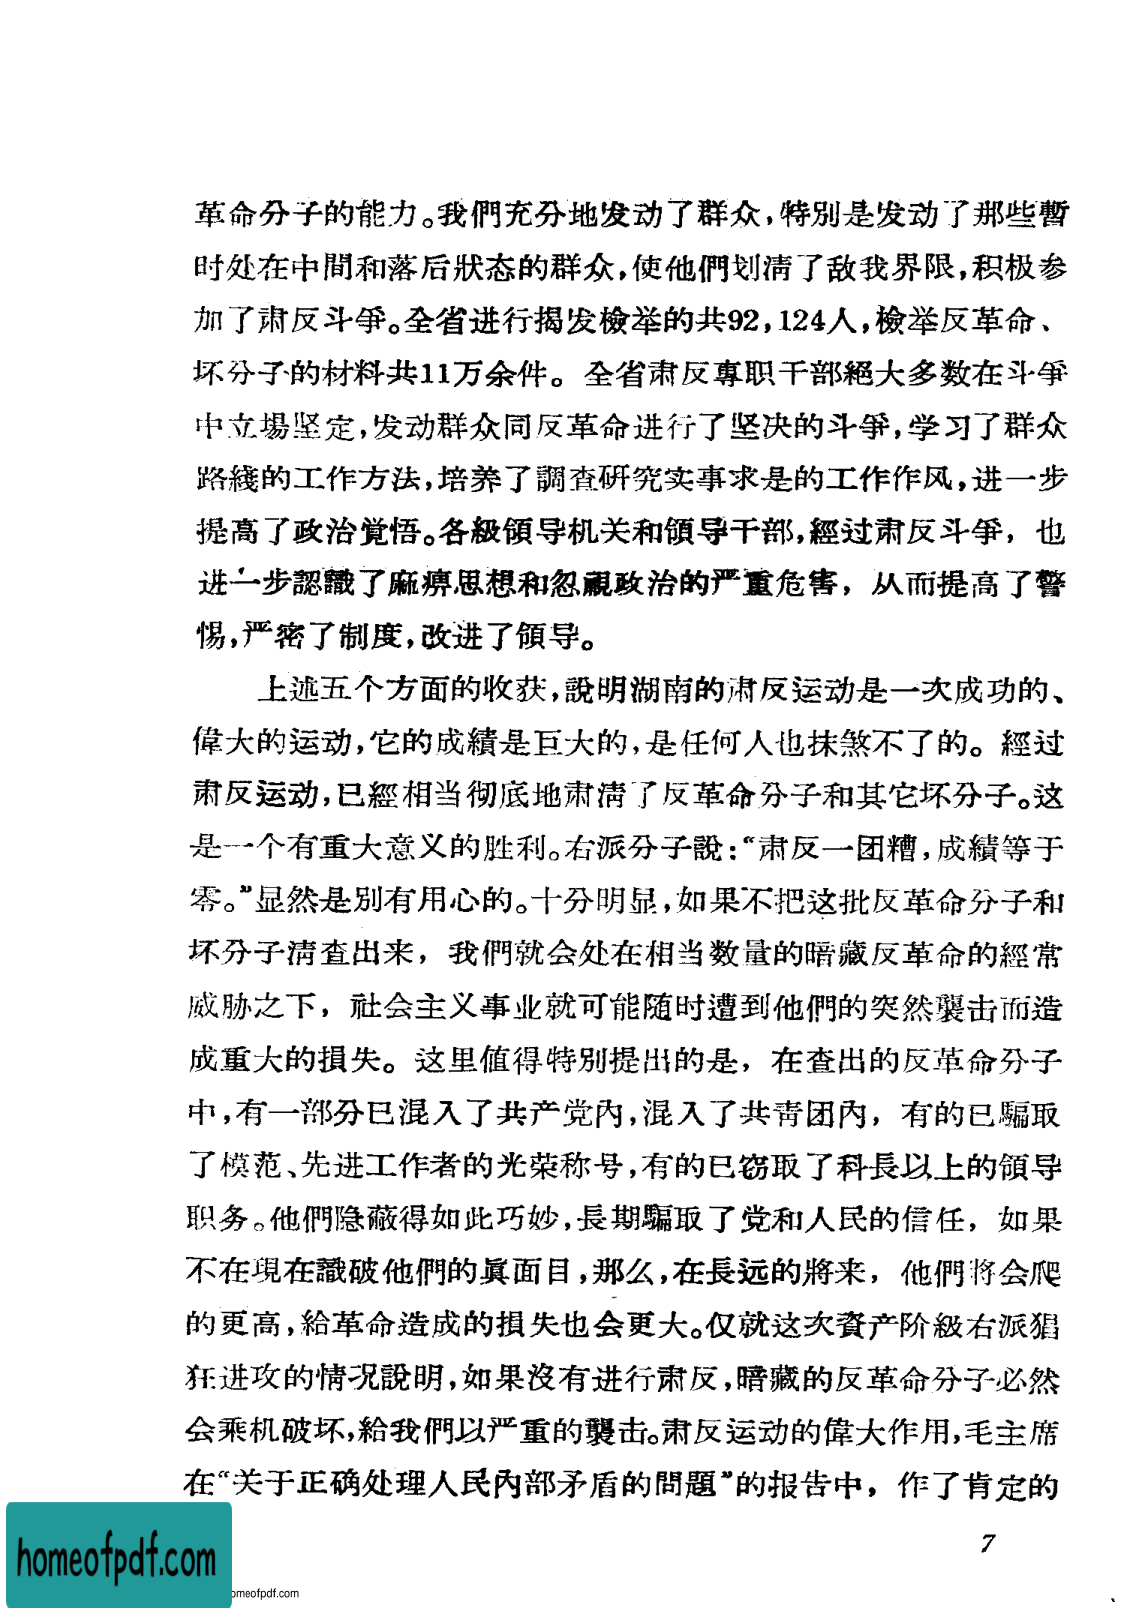 革命分子的能力。我們充分地发动了群众，特別是发动了那些暫
时处在中間和落后狀态的群众，使他們划淸了敌我界限，积极参
加了肃反斗爭。全省进行揭发檢举的共92，124人，檢举反革命、
坏分子的材料共11万余件。全省肃反專职干部絕大多数在斗爭
中立場坚定，发动群众同反革命进行了坚决的斗爭，学习了群众
路綫的工作方法，培养了調查研究实事求是的工作作风，进一步
提高了政治覚悟。各級領导机关和領导干部，經过肃反斗爭，也
进一步認識了麻痹思想和忽視政治的严重危害，从而提高了警
惕，严密了制度，改进了領导。
上述五个方面的收获，說明湖南的肃反运动是一次成功的、
偉大的运动，它的成績是巨大的，是任何人也抹煞不了的。經过
肃反运动，已經相当彻底地肃淸了反革命分子和其它坏分子。这
是一个有重大意义的胜利。右派分子說：“肃反一团糟，成績等于
零。”显然是別有用心的。十分明显，如果不把这批反革命分子和
坏分子淸查出来，我們就会处在相当数量的暗藏反革命的經常
威胁之下，社会主义事业就可能随时遭到他們的突然襲击而造
成重大的損失。这里值得特別提出的是，在查出的反革命分子
中，有一部分已混入了共产党內，混入了共靑团內，有的已騙取
了模范、先进工作者的光荣称号，有的已窃取了科長以上的領导
职务。他們隐蔽得如此巧妙，長期騙取了党和人民的信任，如果
不在現在識破他們的眞面目，那么，在長远的將来，他們將会爬
的更高，給革命造成的損失也会更大。仅就这次資产阶級右派猖
狂进攻的情况說明，如果沒有进行肃反，暗藏的反革命分子必然
会乘机破坏，給我們以严重的襲击。肃反运动的偉大作用，毛主席
在“关于正确处理人民內部矛盾的問題”的报告中，作了肯定的
7
homeofpdf.com
omeofpdf.com